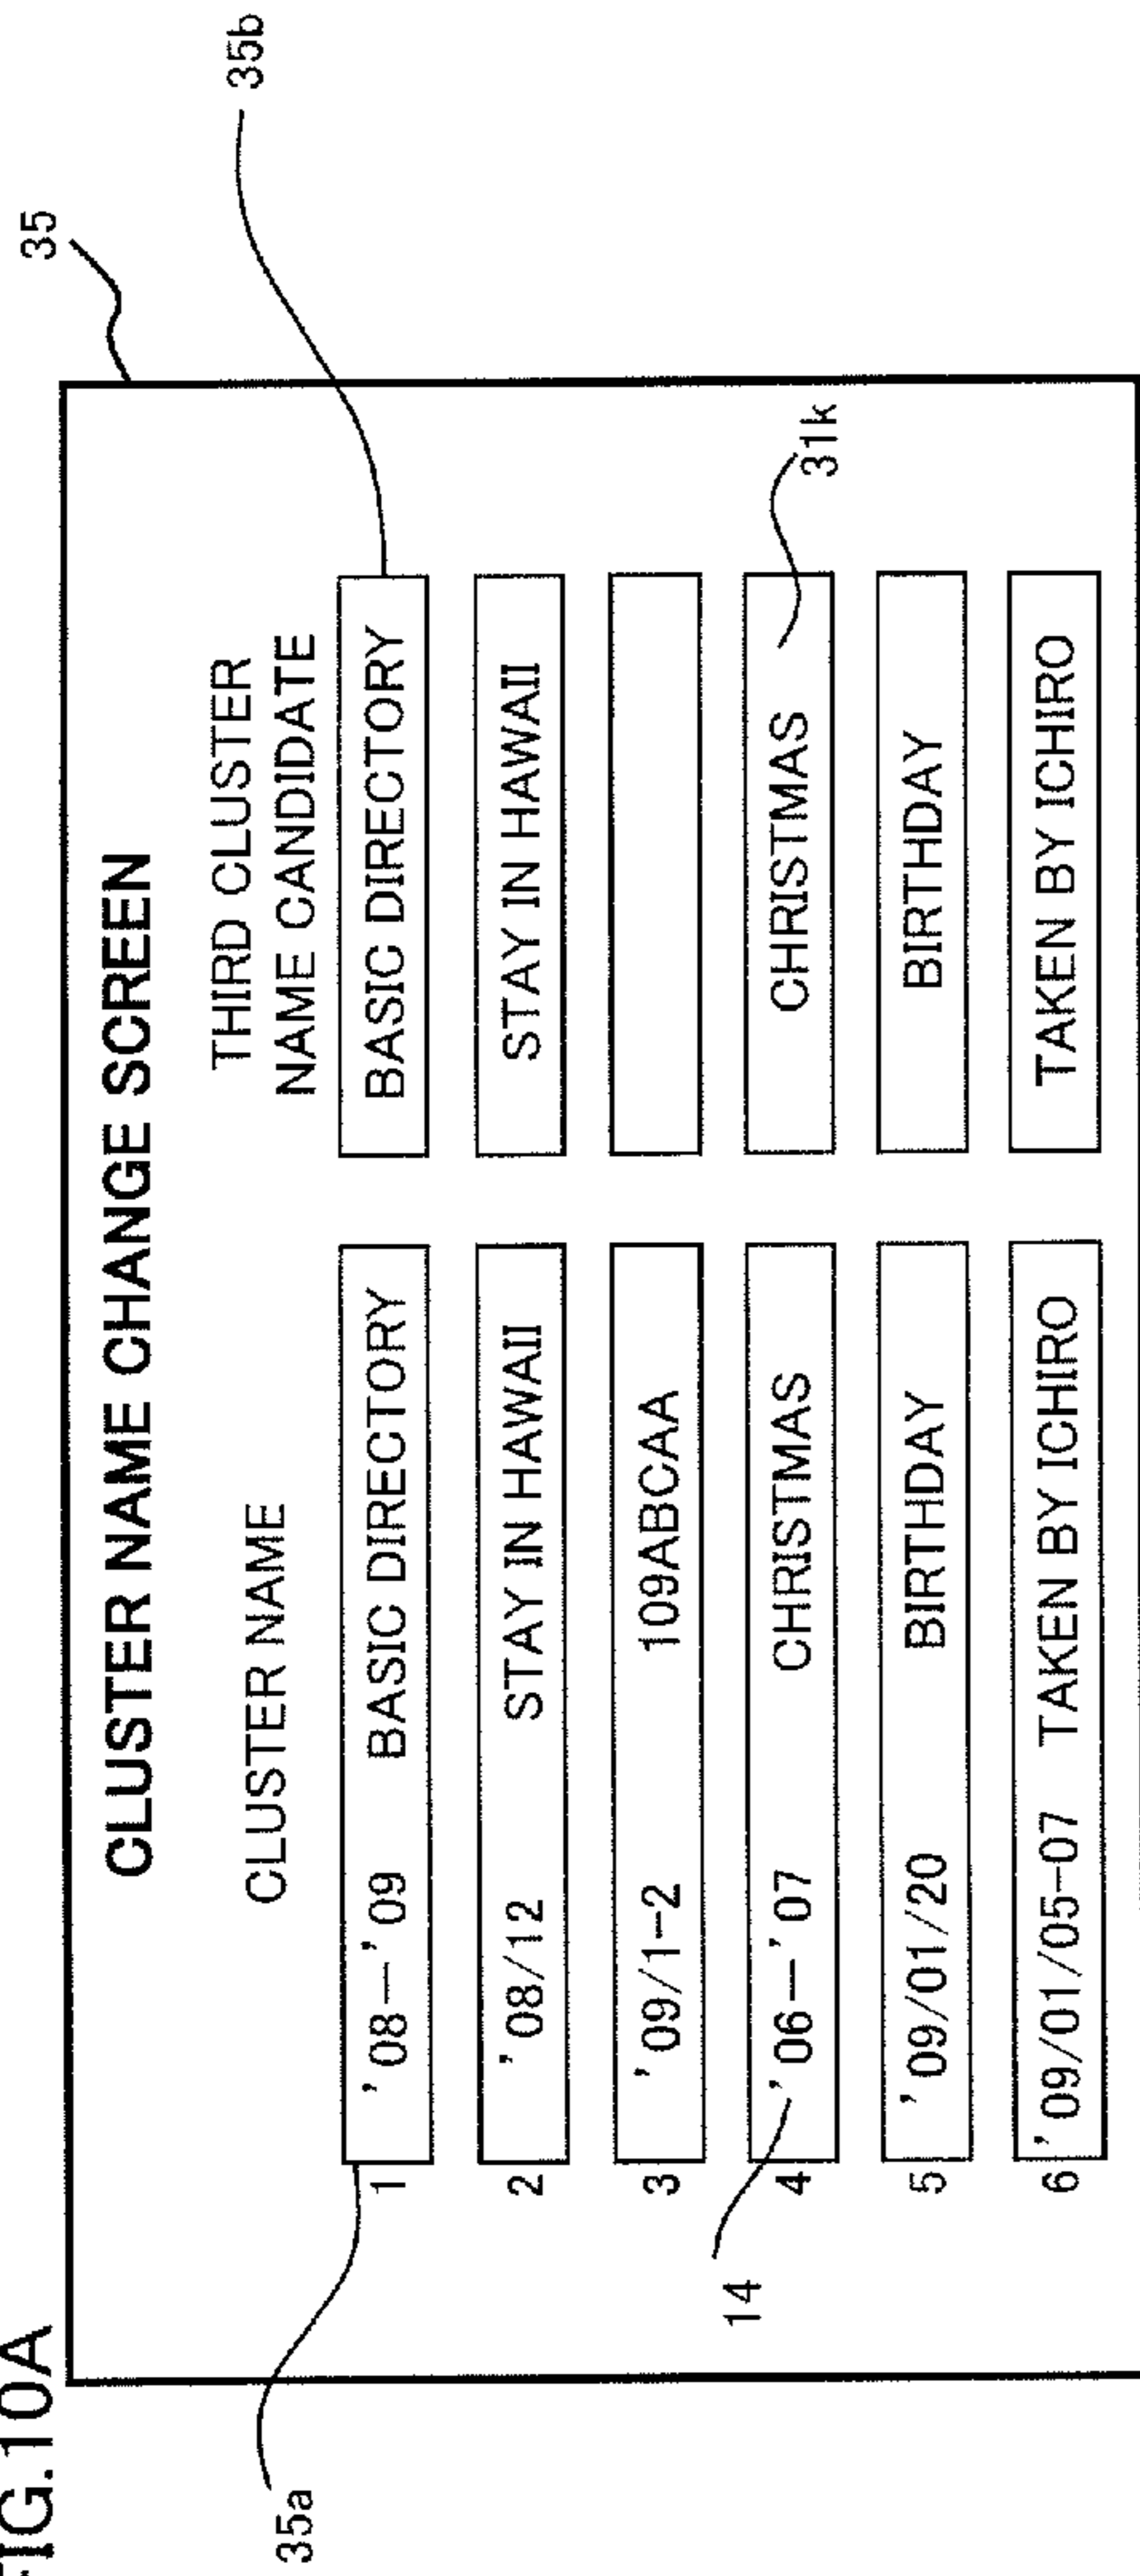 FIG.10A
35
CLUSTER NAME CHANGE SCREEN
35a
35b
CLUSTER NAME
THIRD CLUSTER
NAME CANDIDATE
1 '08—'09 BASIC DIRECTORY BASIC DIRECTORY
2 '08/12 STAY IN HAWAII STAY IN HAWAII
3 '09/1-2 109ABCAA
14
4 '06—'07 CHRISTMAS CHRISTMAS
31k
5 '09/01/20 BIRTHDAY BIRTHDAY
6 '09/01/05-07 TAKEN BY ICHIRO TAKEN BY ICHIRO